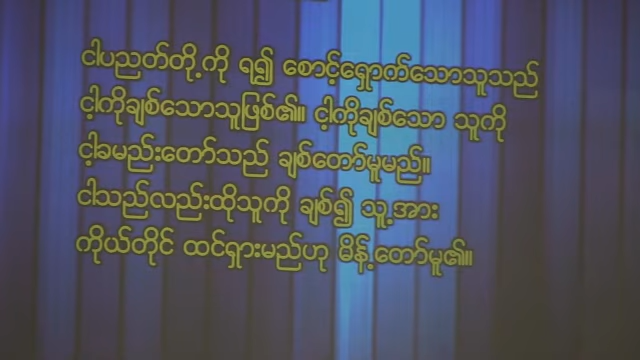 ငါပညတ်တို့ကို ရ၍ စောင့်ရှောက်သောသူသည်
ငါ့ကိုချစ်သောသူဖြစ်၏။ ငါ့ကိုချစ်သော သူကို
ငါ့ခမည်းတော်သည် ချစ်တော်မူမည်။
ငါသည်လည်းထိုသူကို ချစ်၍ သူ့အား
ကိုယ်တိုင် ထင်ရှားမည်ဟု မိန့်တော်မူ၏။